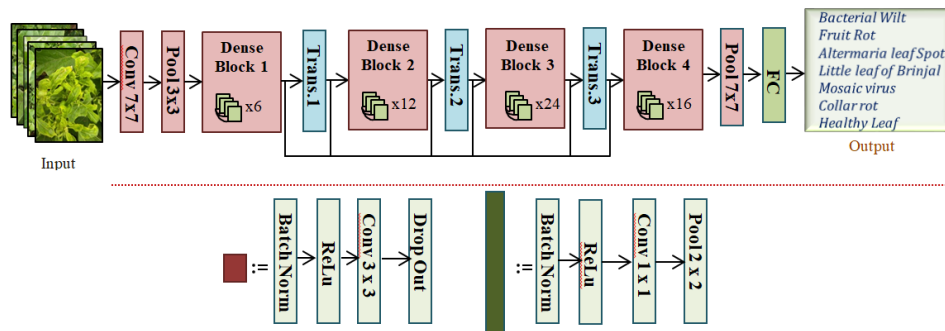 Input
Conv 7x7
Pool 3x3
Dense
Block 1
x6
Trans.1
Dense
Block 2
x12
Trans.2
Dense
Block 3
x24
Trans.3
Dense
Block 4
x16
Pool 7x7
FC
Bacterial Wilt
Fruit Rot
Altermaria leaf Spot
Little leaf of Brinjal
Mosaic virus
Collar rot
Healthy Leaf
Output
:=
Batch Norm
ReLu
Conv 3 x 3
Drop Out
:=
Batch Norm
ReLu
Conv 1 x 1
Pool 2 x 2